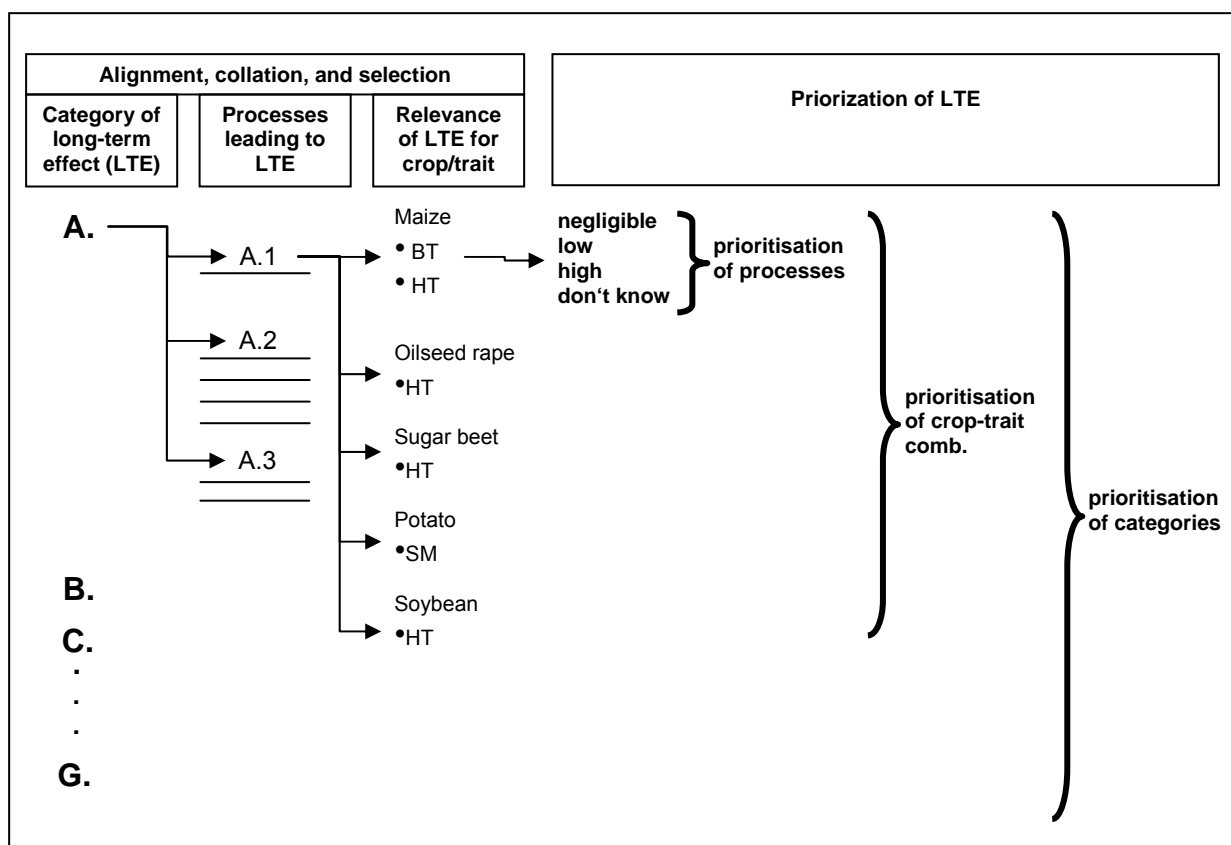 Alignment, collation, and selection
Priorization of LTE
Category of
long-term
effect (LTE)
Processes
leading to
LTE
Relevance
of LTE for
crop/trait
A.
A.1
A.2
A.3
Maize
• BT
• HT
Oilseed rape
•HT
Sugar beet
•HT
Potato
•SM
Soybean
•HT
negligible
low
high
don‘t know
prioritisation
of processes
prioritisation
of crop-trait
comb.
prioritisation
of categories
B.
C.
.
.
.
G.